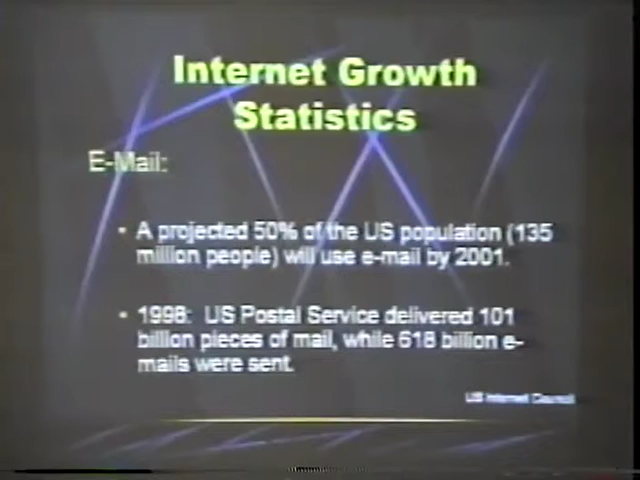 Internet Growth
Statistics
E-Mail:
• A projected 50% of the US population (135
million people) will use e-mail by 2001.
• 1998: US Postal Service delivered 101
billion pieces of mail, while 618 billion e-
mails were sent.
US Internet Council